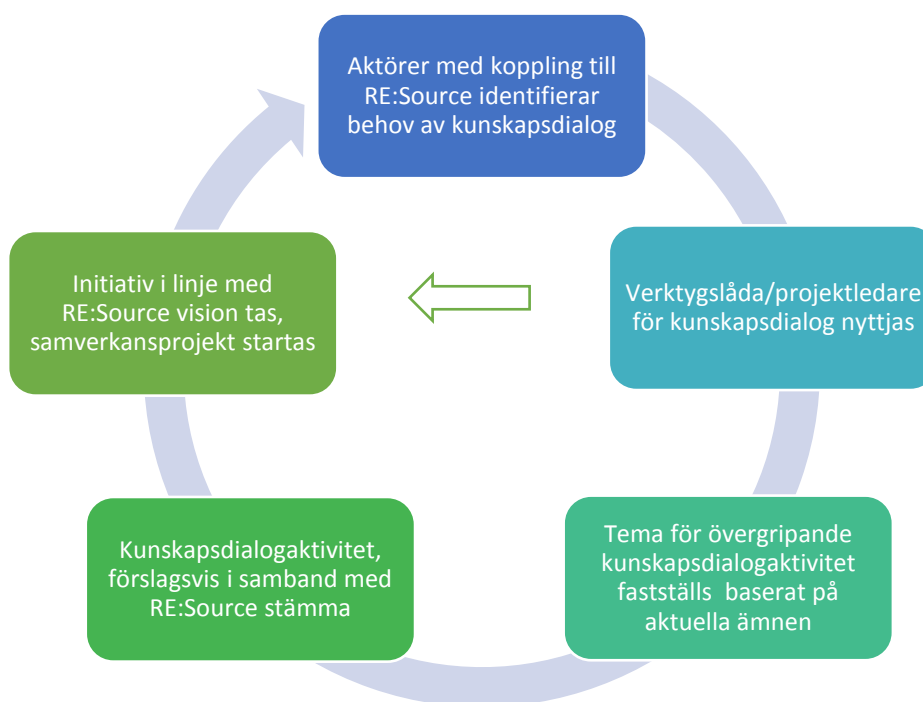 Aktörer med koppling till
RE:Source identifierar
behov av kunskapsdialog
Verktygslåda/projektledare
för kunskapsdialog nyttjas
Tema för övergripande
kunskapsdialogaktivitet
fastställs  baserat på
aktuella ämnen
Kunskapsdialogaktivitet,
förslagsvis i samband med
RE:Source stämma
Initiativ i linje med
RE:Source vision tas,
samverkansprojekt startas